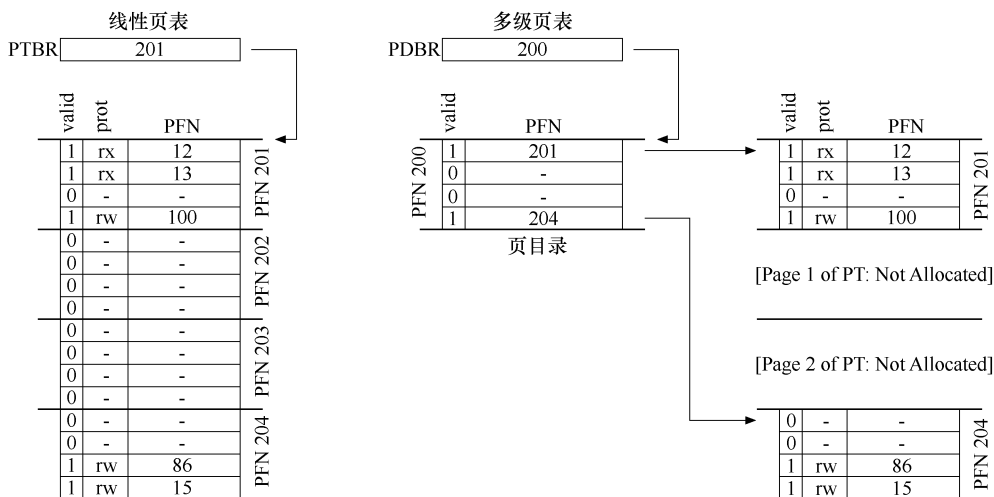 线性页表
PTBR 201
valid prot PFN
1 rx 12
1 rx 13
0 - -
1 rw 100
PFN 201
0 - -
0 - -
0 - -
0 - -
PFN 202
0 - -
0 - -
0 - -
0 - -
PFN 203
0 - -
0 - -
1 rw 86
1 rw 15
PFN 204
多级页表
PDBR 200
valid PFN
PFN 200
1 201
0 -
0 -
1 204
页目录
valid prot PFN
1 rx 12
1 rx 13
0 - -
1 rw 100
PFN 201
[Page 1 of PT: Not Allocated]
[Page 2 of PT: Not Allocated]
0 - -
0 - -
1 rw 86
1 rw 15
PFN 204